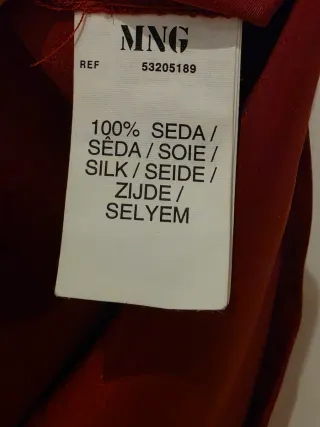 MNG
REF 53205189
100% SEDA /
SÊDA / SOIE /
SILK / SEIDE /
ZIJDE /
SELYEM